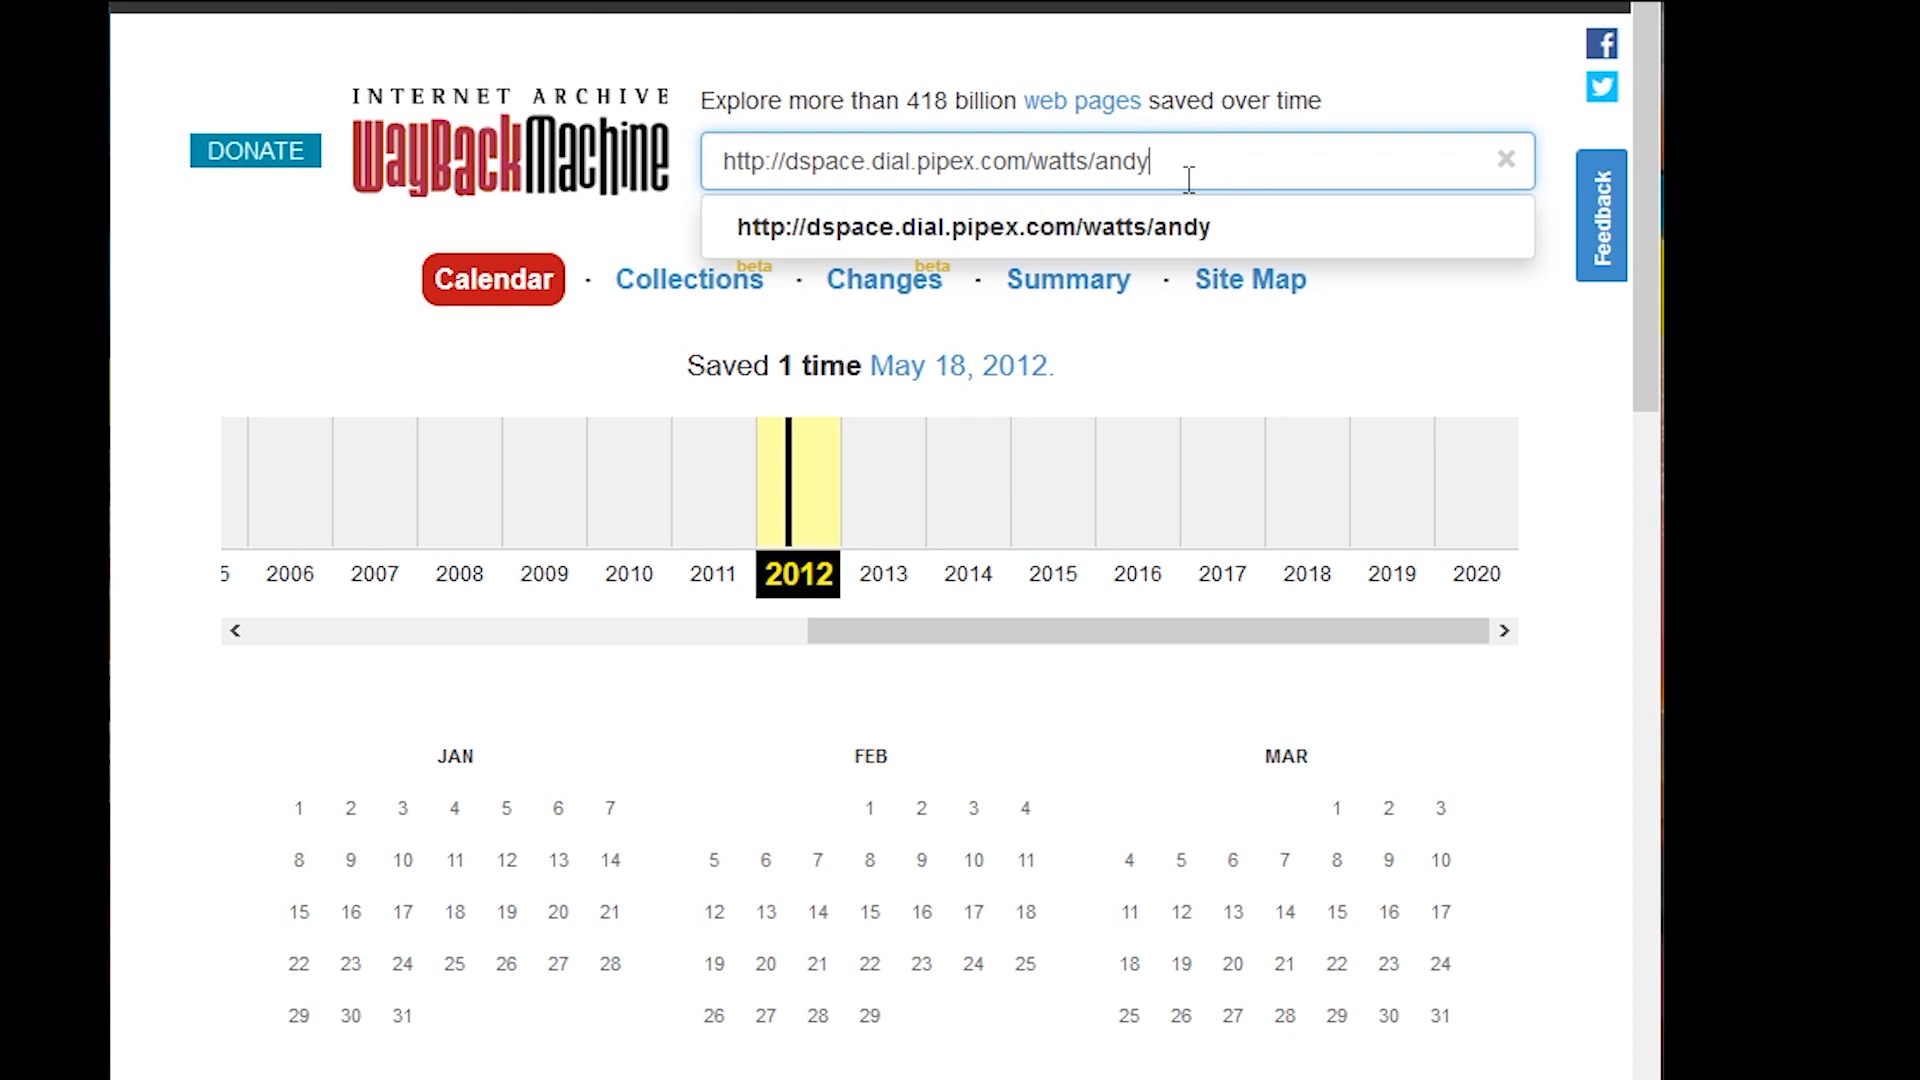 INTERNET ARCHIVE
WayBackMachine
DONATE
Explore more than 418 billion web pages saved over time
http://dspace.dial.pipex.com/watts/andy
http://dspace.dial.pipex.com/watts/andy
Feedback
Calendar · Collections beta · Changes beta · Summary · Site Map
Saved 1 time May 18, 2012.
5 2006 2007 2008 2009 2010 2011 2012 2013 2014 2015 2016 2017 2018 2019 2020
JAN
1 2 3 4 5 6 7
8 9 10 11 12 13 14
15 16 17 18 19 20 21
22 23 24 25 26 27 28
29 30 31
FEB
1 2 3 4
5 6 7 8 9 10 11
12 13 14 15 16 17 18
19 20 21 22 23 24 25
26 27 28 29
MAR
1 2 3
4 5 6 7 8 9 10
11 12 13 14 15 16 17
18 19 20 21 22 23 24
25 26 27 28 29 30 31